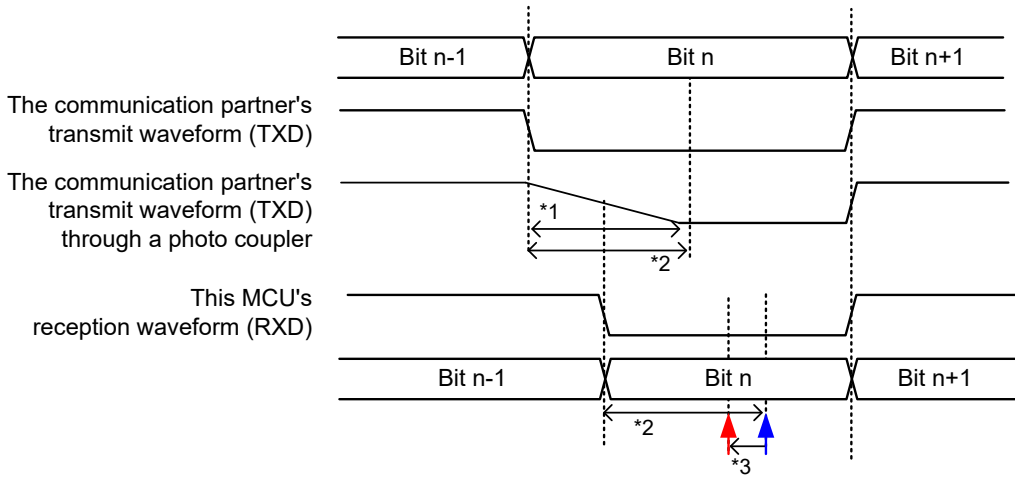 Bit n-1
Bit n
Bit n+1
The communication partner's
transmit waveform (TXD)
The communication partner's
transmit waveform (TXD)
through a photo coupler
*1
*2
This MCU's
reception waveform (RXD)
Bit n-1
Bit n
Bit n+1
*2
*3